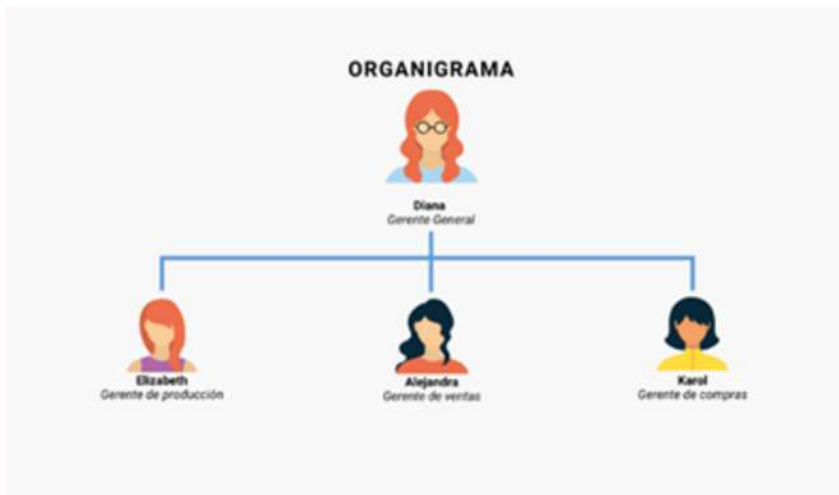 ORGANIGRAMA
Diana
Gerente General
Elizabeth
Gerente de producción
Alejandra
Gerente de ventas
Karol
Gerente de compras